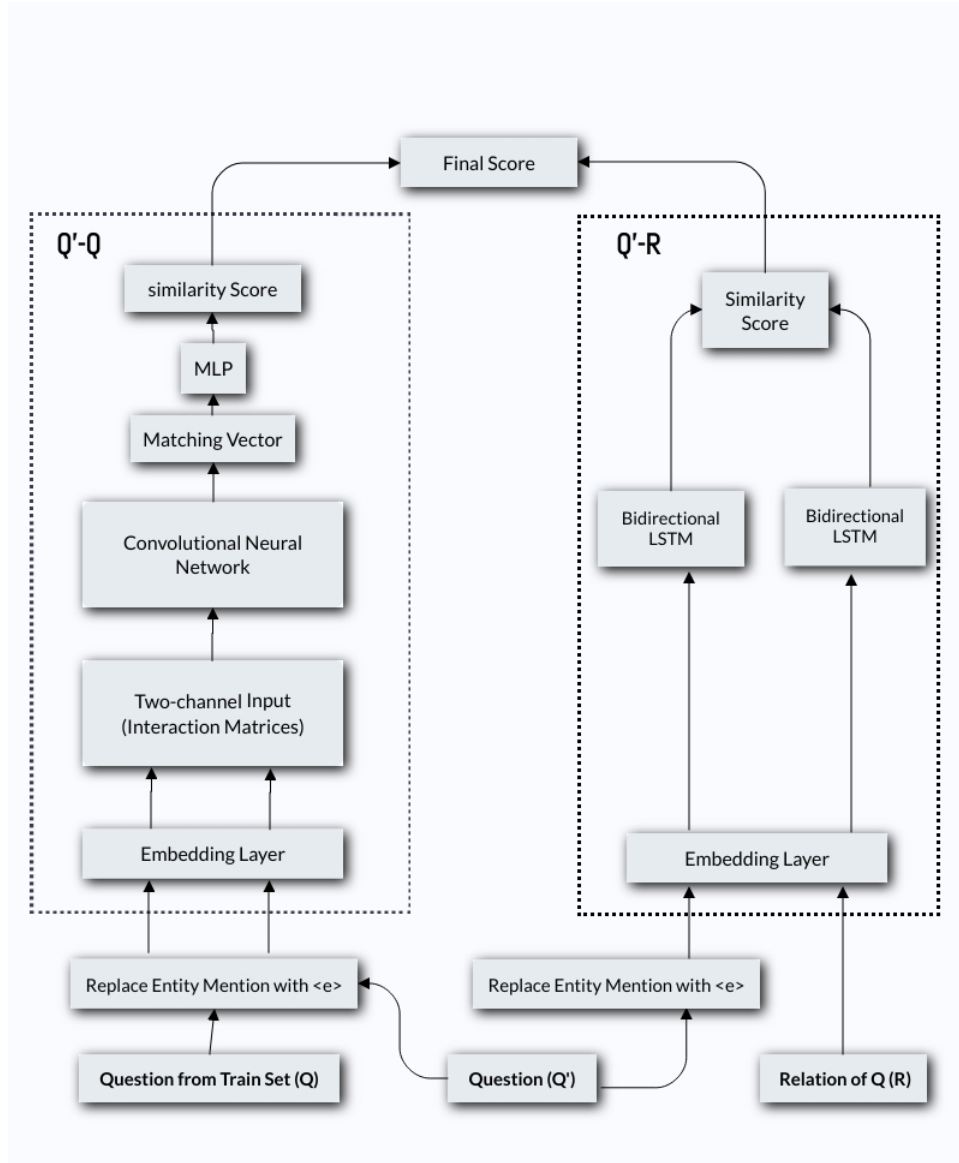 Final Score
Q'-Q
similarity Score
MLP
Matching Vector
Convolutional Neural
Network
Two-channel Input
(Interaction Matrices)
Embedding Layer
Q'-R
Similarity
Score
Bidirectional
LSTM
Bidirectional
LSTM
Embedding Layer
Replace Entity Mention with <e>
Replace Entity Mention with <e>
Question from Train Set (Q)
Question (Q')
Relation of Q (R)